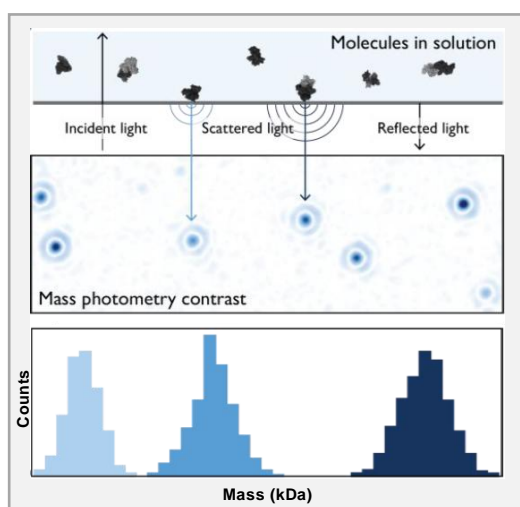 Molecules in solution
Incident light
Scattered light
Reflected light
Mass photometry contrast
Counts
Mass (kDa)